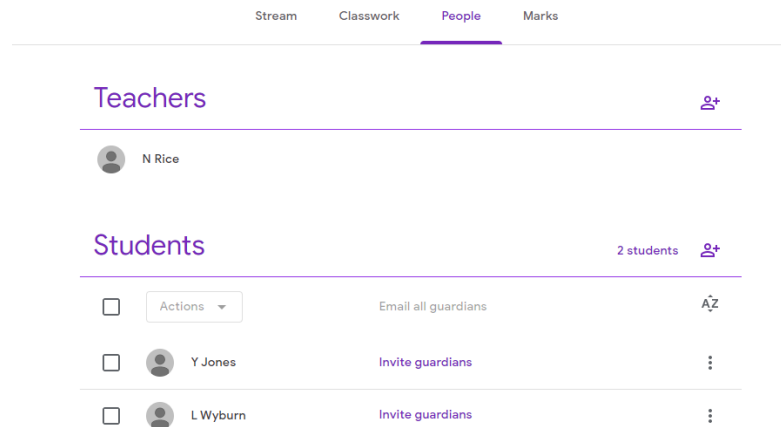 Stream Classwork People Marks
Teachers
N Rice
Students 2 students
Actions Email all guardians AZ
Y Jones Invite guardians
L Wyburn Invite guardians